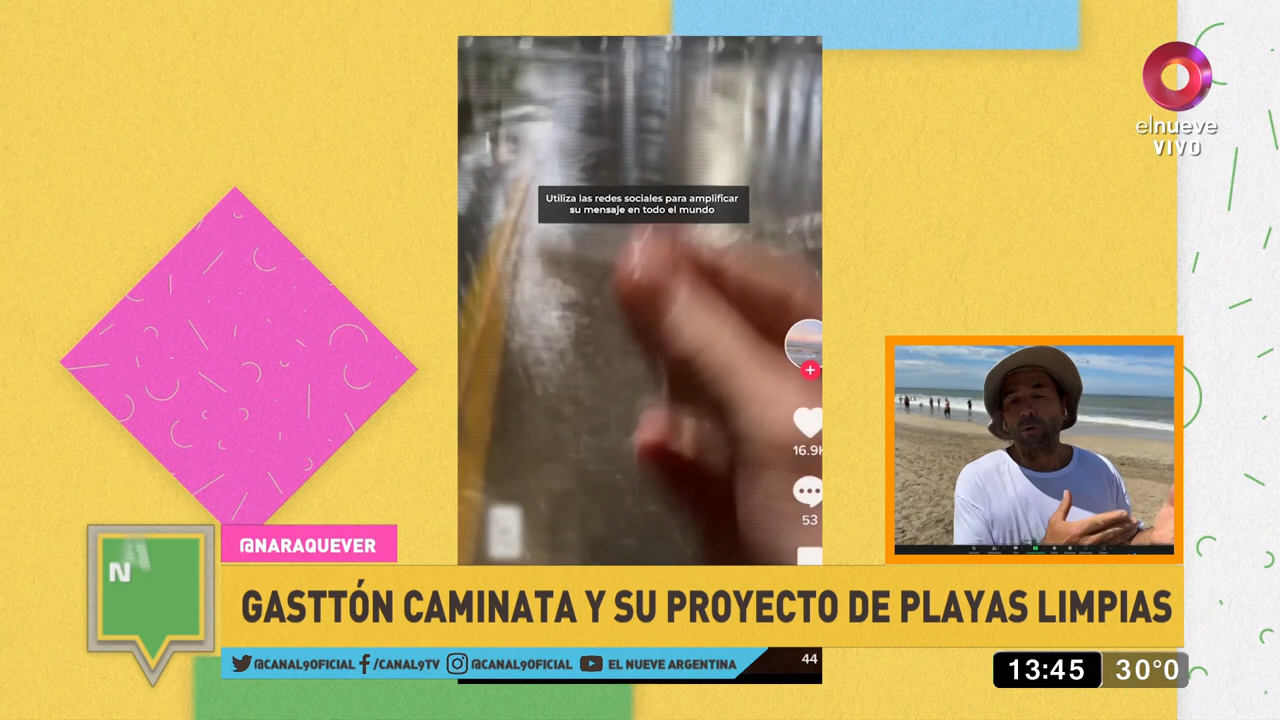 elnueve
VIVO
Utiliza las redes sociales para amplificar
su mensaje en todo el mundo
16.9K
53
@NARAQUEVER
N
GASTTÓN CAMINATA Y SU PROYECTO DE PLAYAS LIMPIAS
@CANAL9OFICIAL /CANAL9TV @CANAL9OFICIAL EL NUEVE ARGENTINA
44
13:45 30°0